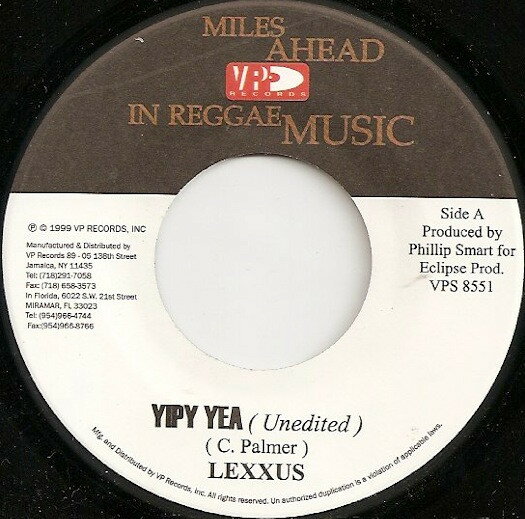 MILES
AHEAD
VP
RECORDS
IN REGGAE
MUSIC
℗ © 1999 VP RECORDS, INC
Manufactured & Distributed by
VP Records 89 - 05 138th Street
Jamaica, NY 11435
Tel:(718)291-7058
Fax:(718) 658-3573
In Florida, 6022 S.W. 21st Street
MIRAMAR, FL 33023
Tel:(954)966-4744
Fax:(954)966-8766
Side A
Produced by
Phillip Smart for
Eclipse Prod.
VPS 8551
YIPY YEA ( Unedited )
( C. Palmer )
LEXXUS
Mfg. and Distributed by VP Records, Inc. All rights reserved. Un authorized duplication is a violation of applicable laws.